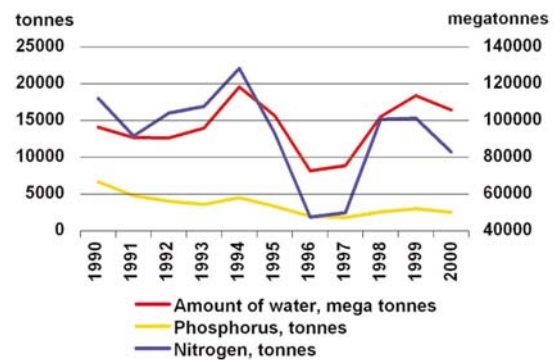 tonnes megatonnes
25000 140000
20000 120000
15000 100000
10000 80000
5000 60000
0 40000
1990 1991 1992 1993 1994 1995 1996 1997 1998 1999 2000
Amount of water, mega tonnes
Phosphorus, tonnes
Nitrogen, tonnes